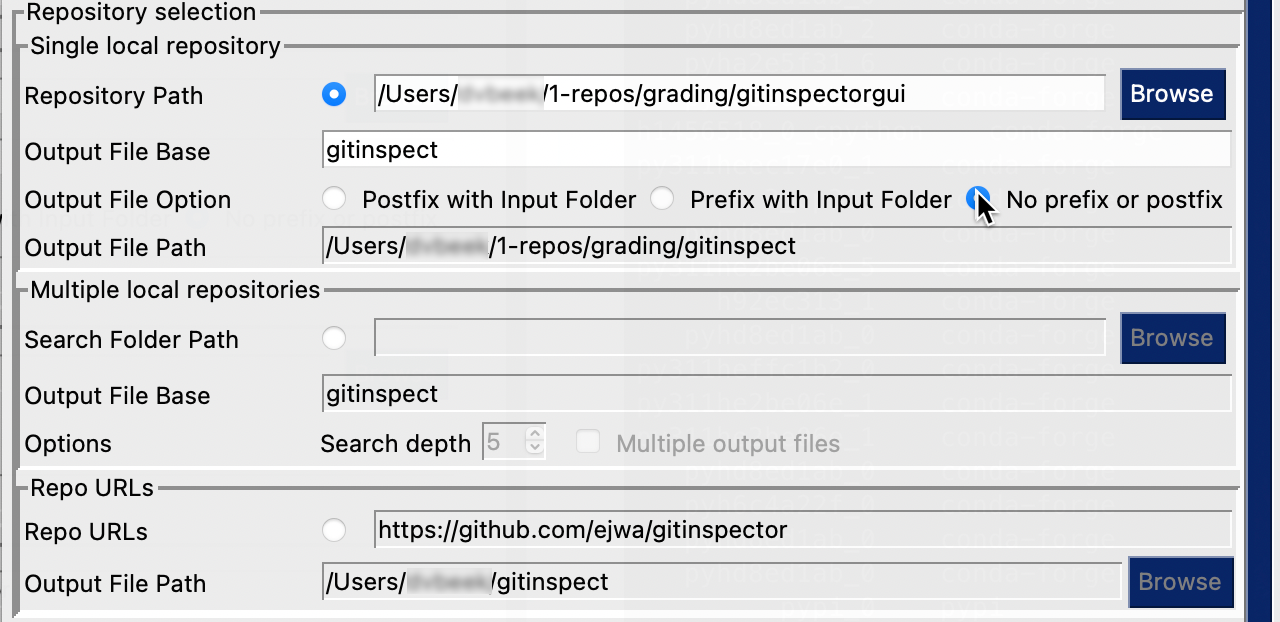 Repository selection
Single local repository
Repository Path /Users/ /1-repos/grading/gitinspectorgui Browse
Output File Base gitinspect
Output File Option Postfix with Input Folder Prefix with Input Folder No prefix or postfix
Output File Path /Users/ /1-repos/grading/gitinspect
Multiple local repositories
Search Folder Path Browse
Output File Base gitinspect
Options Search depth 5 Multiple output files
Repo URLs
Repo URLs https://github.com/ejwa/gitinspector
Output File Path /Users/ /gitinspect Browse